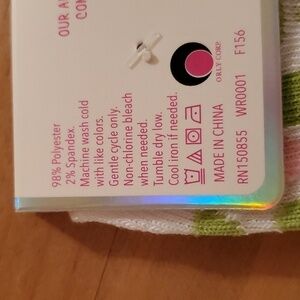 OUR A
CO
ORLY CORP.
98% Polyester
2% Spandex.
Machine wash cold
with like colors.
Gentle cycle only.
Non-chlorine bleach
when needed.
Tumble dry low.
Cool iron if needed.
MADE IN CHINA
RN150855 WR0001 F156